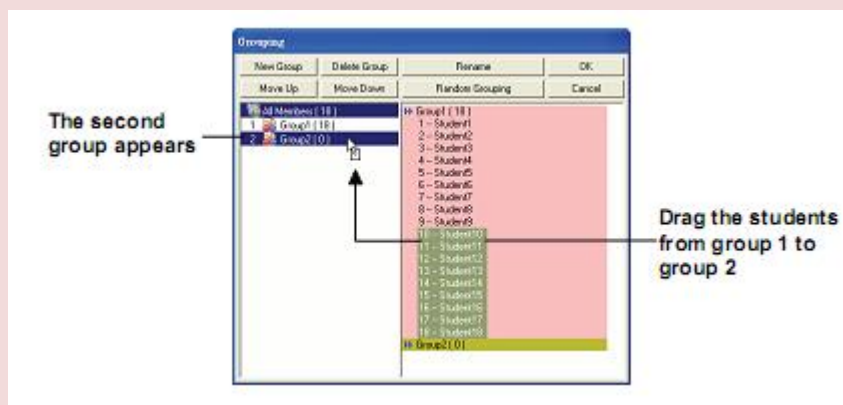 Grouping
New Group Delete Group Rename OK
Move Up Move Down Random Grouping Cancel
All Members ( 18 )
1 Group1 ( 18 )
2 Group2 ( 0 )
Group1 ( 18 )
1 - Student1
2 - Student2
3 - Student3
4 - Student4
5 - Student5
6 - Student6
7 - Student7
8 - Student8
9 - Student9
10 - Student10
11 - Student11
12 - Student12
13 - Student13
14 - Student14
15 - Student15
16 - Student16
17 - Student17
18 - Student18
Group2 ( 0 )
The second
group appears
Drag the students
from group 1 to
group 2